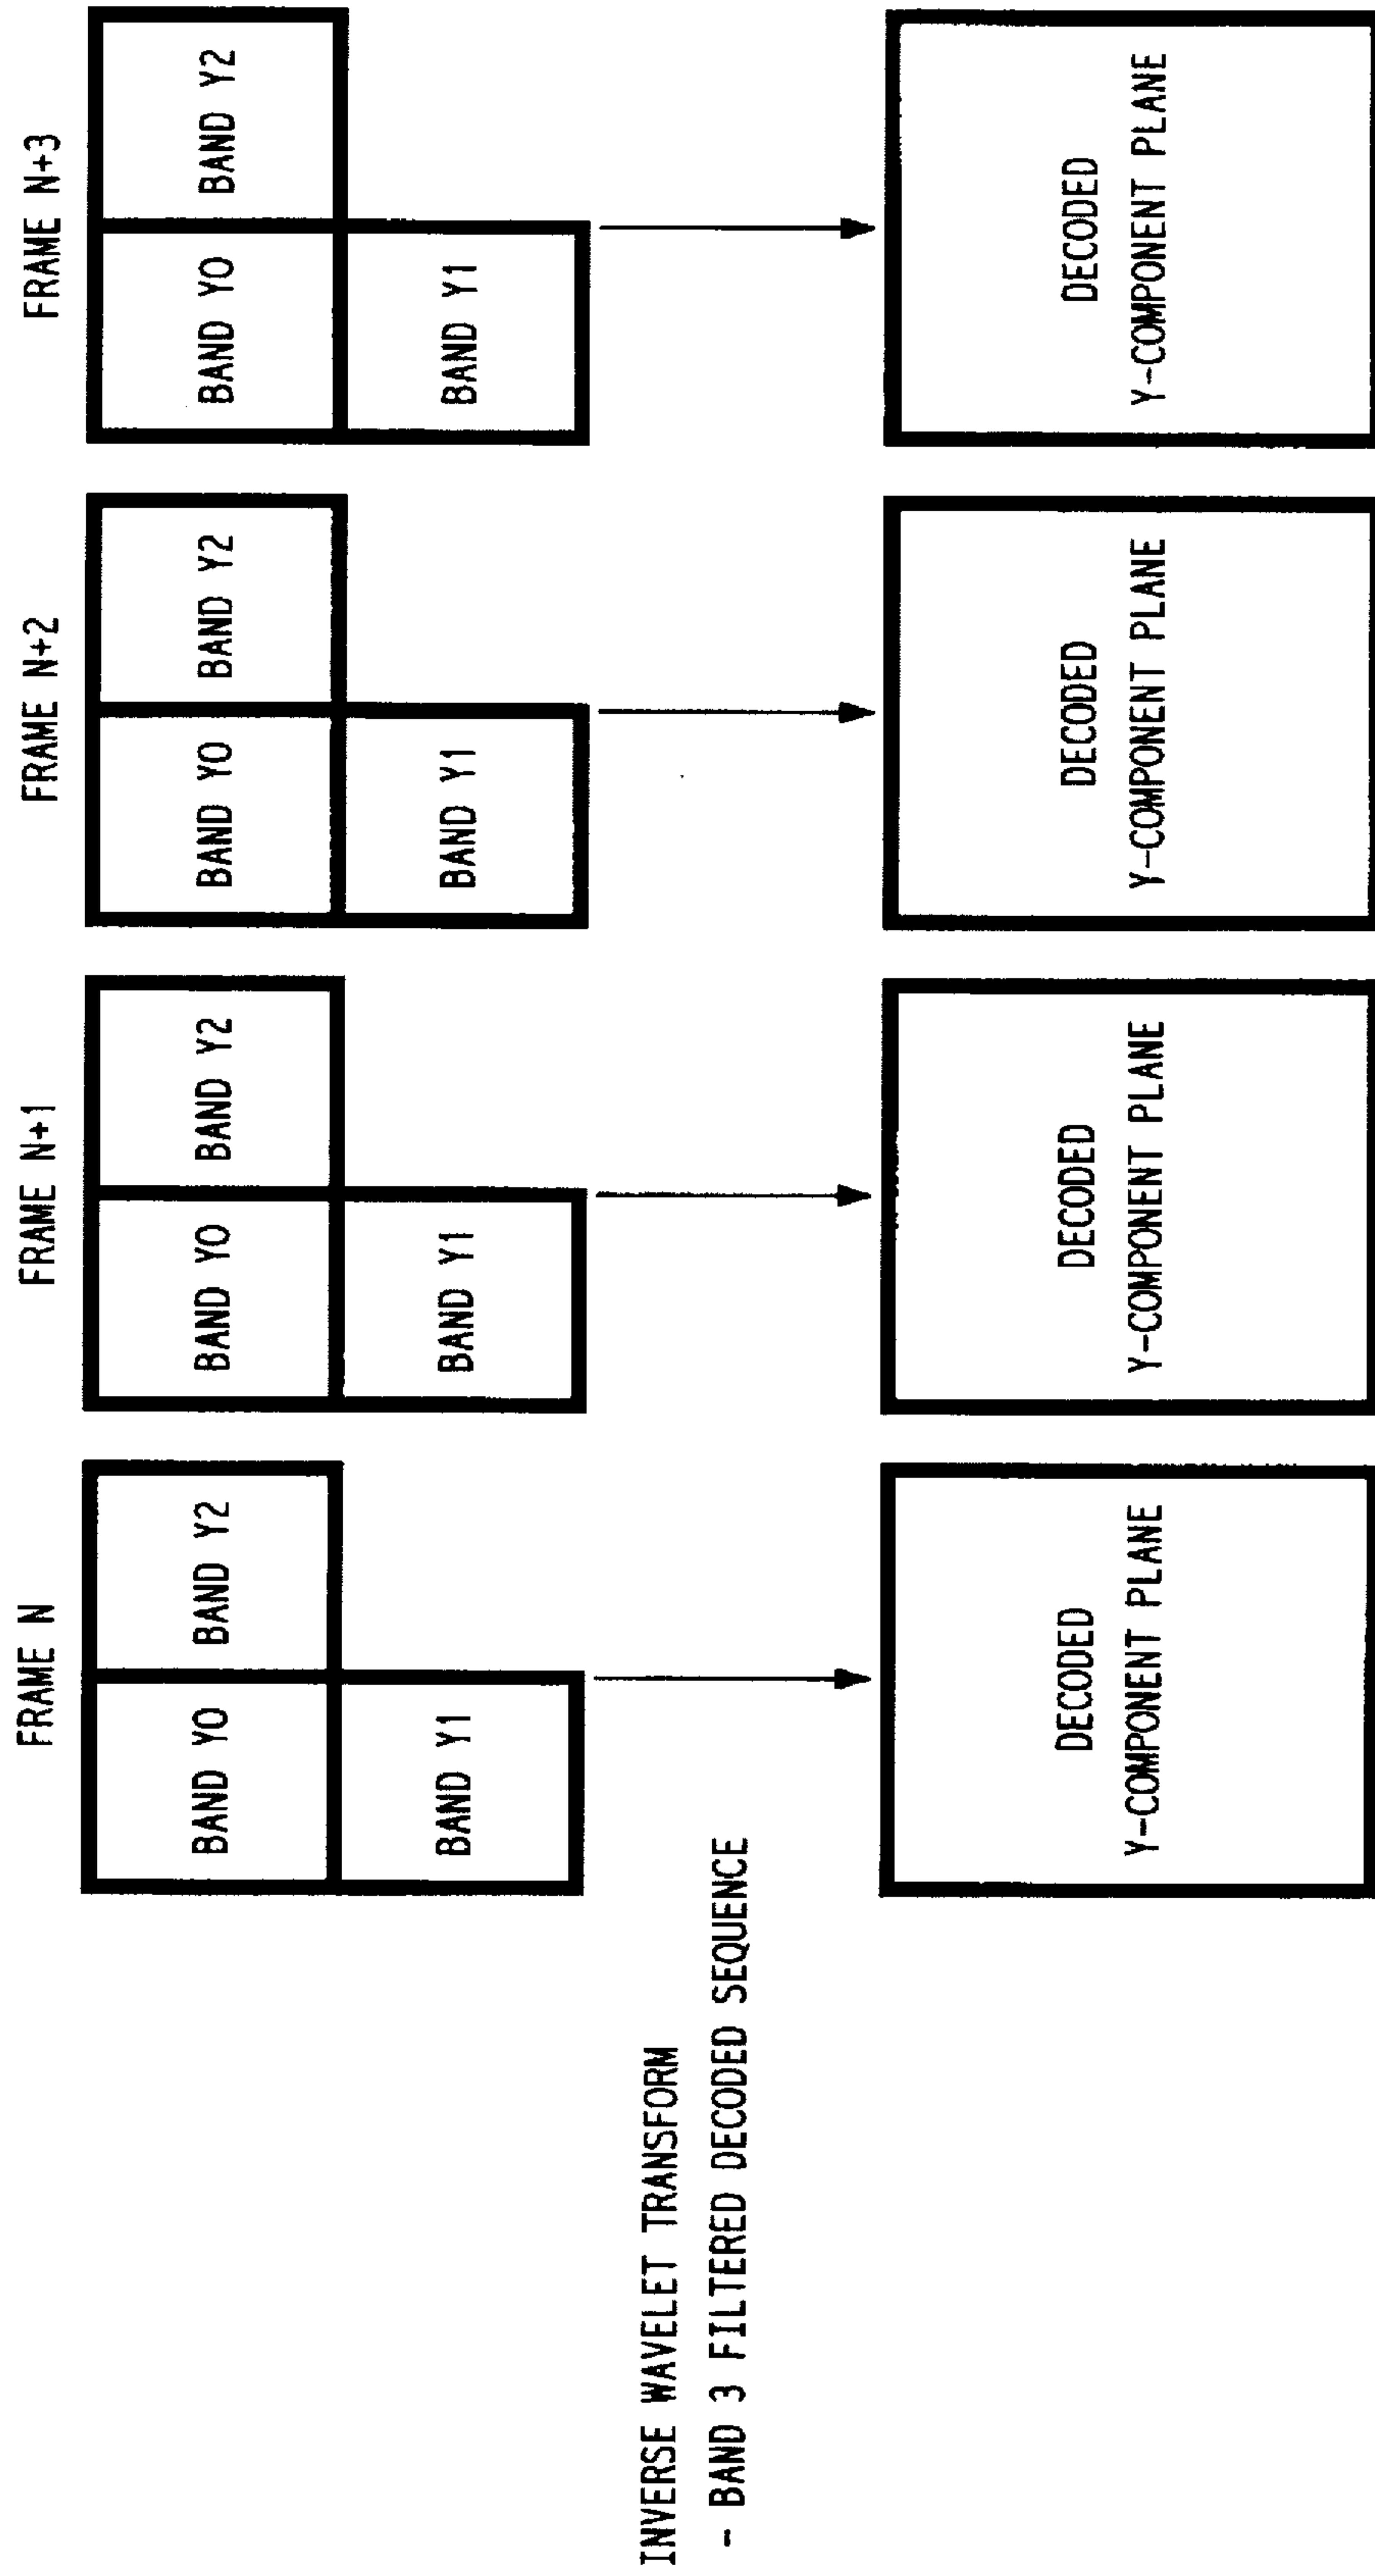 FRAME N
FRAME N+1
FRAME N+2
FRAME N+3
BAND Y0
BAND Y2
BAND Y0
BAND Y2
BAND Y0
BAND Y2
BAND Y0
BAND Y2
BAND Y1
BAND Y1
BAND Y1
BAND Y1
INVERSE WAVELET TRANSFORM
- BAND 3 FILTERED DECODED SEQUENCE
DECODED
Y-COMPONENT PLANE
DECODED
Y-COMPONENT PLANE
DECODED
Y-COMPONENT PLANE
DECODED
Y-COMPONENT PLANE